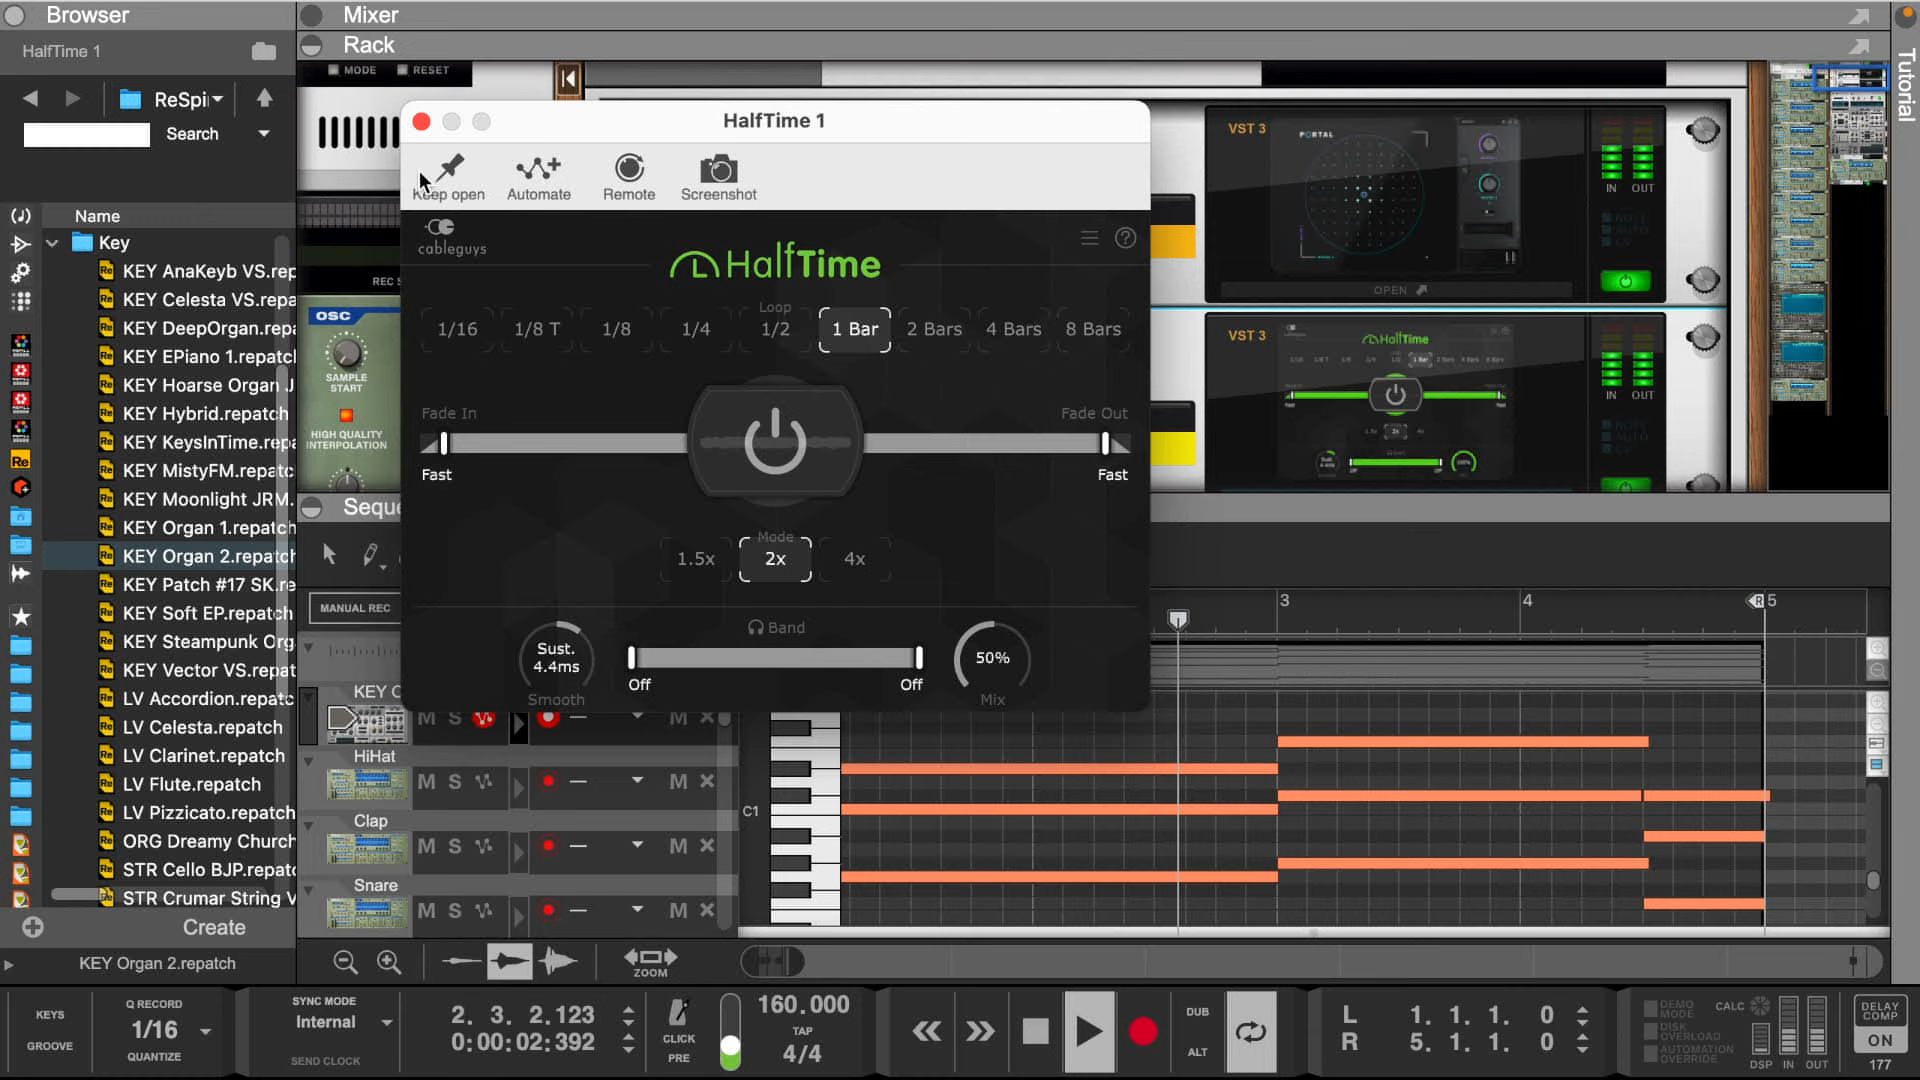 Browser
Mixer
Tutorial
HalfTime 1
Rack
MODE
RESET
ReSpi
Search
HalfTime 1
Keep open
Automate
Remote
Screenshot
VST 3
PORTAL
IN OUT
OPEN
Name
Key
KEY AnaKeyb VS.rep
KEY Celesta VS.repa
KEY DeepOrgan.repa
KEY EPiano 1.repatch
KEY Hoarse Organ J
KEY Hybrid.repatch
KEY KeysInTime.repa
KEY MistyFM.repatc
KEY Moonlight JRM.
KEY Organ 1.repatch
KEY Organ 2.repatch
KEY Patch #17 SK.re
KEY Soft EP.repatch
KEY Steampunk Org
KEY Vector VS.repat
LV Accordion.repatc
LV Celesta.repatch
LV Clarinet.repatch
LV Flute.repatch
LV Pizzicato.repatch
ORG Dreamy Church
STR Cello BJP.repatc
STR Crumar String V
Create
KEY Organ 2.repatch
REC S
OSC
SAMPLE
START
HIGH QUALITY
INTERPOLATION
cableguys
HalfTime
Loop
1/16
1/8 T
1/8
1/4
1/2
1 Bar
2 Bars
4 Bars
8 Bars
Fade In
Fade Out
Fast
Fast
Mode
1.5x
2x
4x
Band
Sust.
4.4ms
Smooth
Off
Off
50%
Mix
VST 3
HalfTime
IN OUT
Seque
MANUAL REC
3
4
R
5
KEY O
M S
M
HiHat
M S
M
Clap
M S
M
Snare
M S
M
C1
ZOOM
KEYS
GROOVE
Q RECORD
1/16
QUANTIZE
SYNC MODE
Internal
SEND CLOCK
2. 3. 2.123
0:00:02:392
CLICK
PRE
160.000
TAP
4/4
DUB
ALT
L 1. 1. 1. 0
R 5. 1. 1. 0
DEMO
MODE
DISK
OVERLOAD
AUTOMATION
OVERRIDE
CALC
DSP IN OUT
DELAY
COMP
ON
177